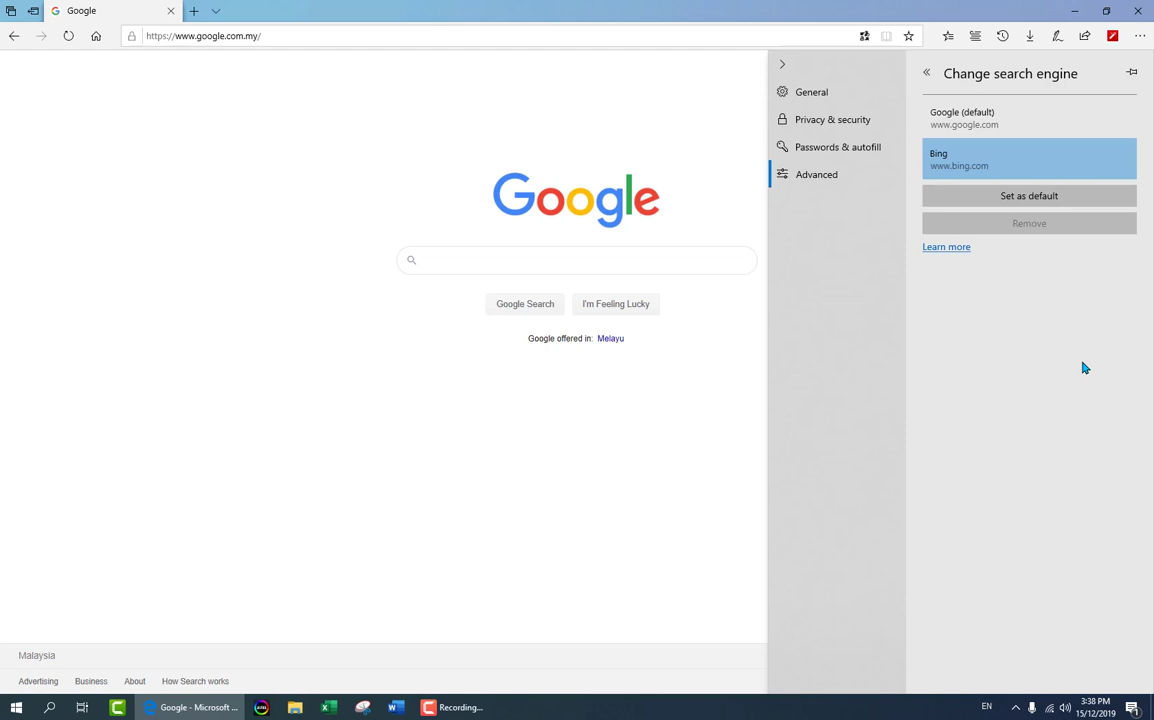 Google
https://www.google.com.my/
General
Privacy & security
Passwords & autofill
Advanced
Change search engine
Google (default)
www.google.com
Bing
www.bing.com
Set as default
Remove
Learn more
Google
Google Search
I'm Feeling Lucky
Google offered in: Melayu
Malaysia
Advertising
Business
About
How Search works
Google - Microsoft ...
Recording...
EN
3:38 PM
15/12/2019
1